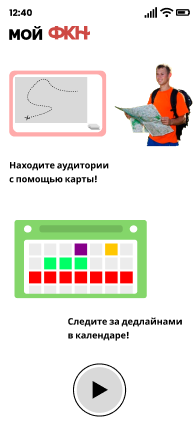 12:40
МОЙ ФКН
Находите аудитории
с помощью карты!
Следите за дедлайнами
в календаре!